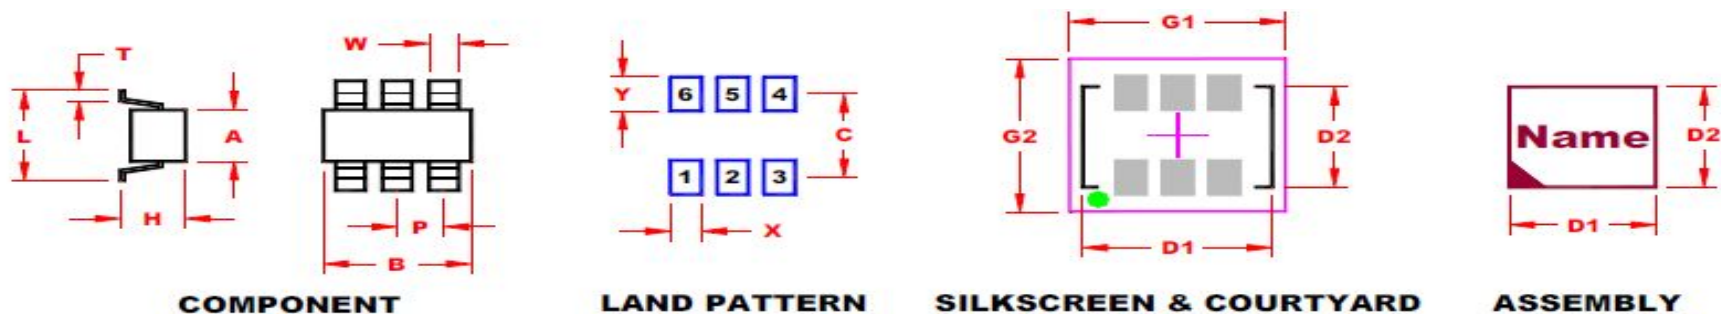 T
L
A
H
W
P
B
COMPONENT
Y
6 5 4
1 2 3
C
X
LAND PATTERN
G1
G2
D2
D1
SILKSCREEN & COURTYARD
Name
D2
D1
ASSEMBLY